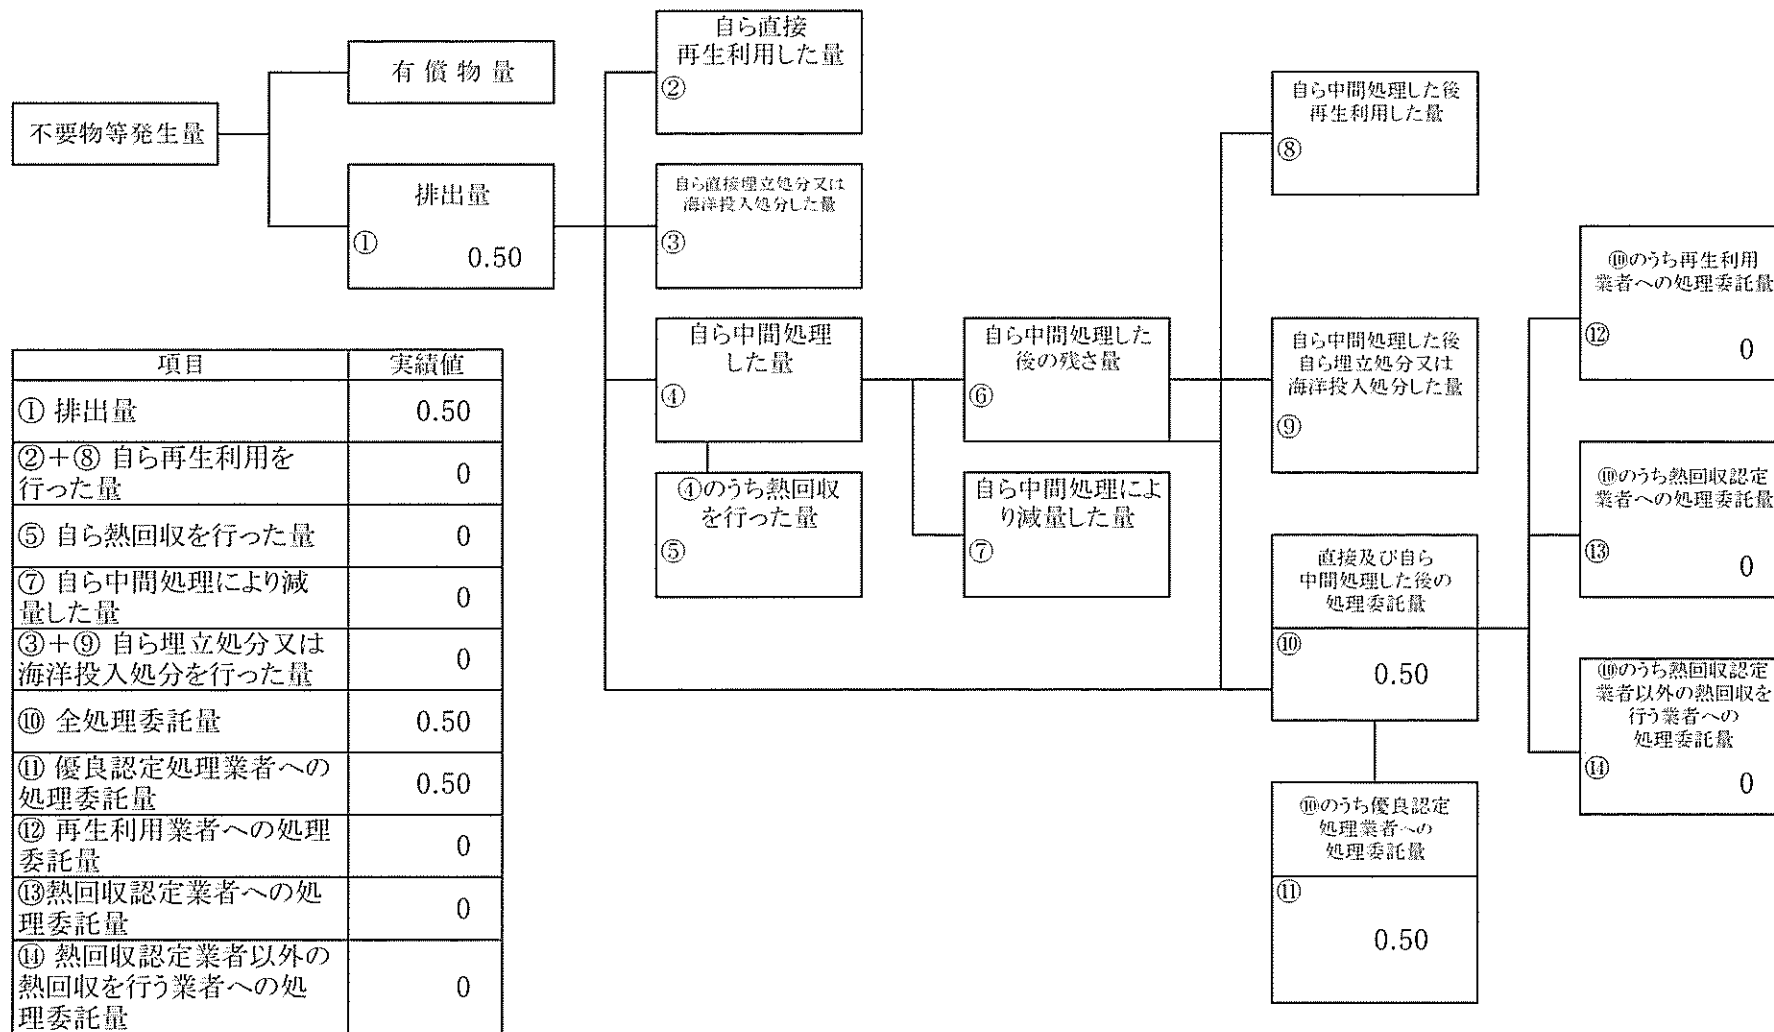 不要物等発生量
有償物量
排出量
①
0.50
自ら直接
再生利用した量
②
自ら直接埋立処分又は
海洋投入処分した量
③
自ら中間処理
した量
④
④のうち熱回収
を行った量
⑤
自ら中間処理した
後の残さ量
⑥
自ら中間処理によ
り減量した量
⑦
自ら中間処理した後
再生利用した量
⑧
自ら中間処理した後
自ら埋立処分又は
海洋投入処分した量
⑨
直接及び自ら
中間処理した後の
処理委託量
⑩
0.50
⑩のうち優良認定
処理業者への
処理委託量
⑪
0.50
⑩のうち再生利用
業者への処理委託量
⑫
0
⑩のうち熱回収認定
業者への処理委託量
⑬
0
⑩のうち熱回収認定
業者以外の熱回収を
行う業者への
処理委託量
⑭
0
項目 実績値
① 排出量 0.50
②+⑧ 自ら再生利用を
行った量 0
⑤ 自ら熱回収を行った量 0
⑦ 自ら中間処理により減
量した量 0
③+⑨ 自ら埋立処分又は
海洋投入処分を行った量 0
⑩ 全処理委託量 0.50
⑪ 優良認定処理業者への
処理委託量 0.50
⑫ 再生利用業者への処理
委託量 0
⑬熱回収認定業者への処
理委託量 0
⑭ 熱回収認定業者以外の
熱回収を行う業者への処
理委託量 0